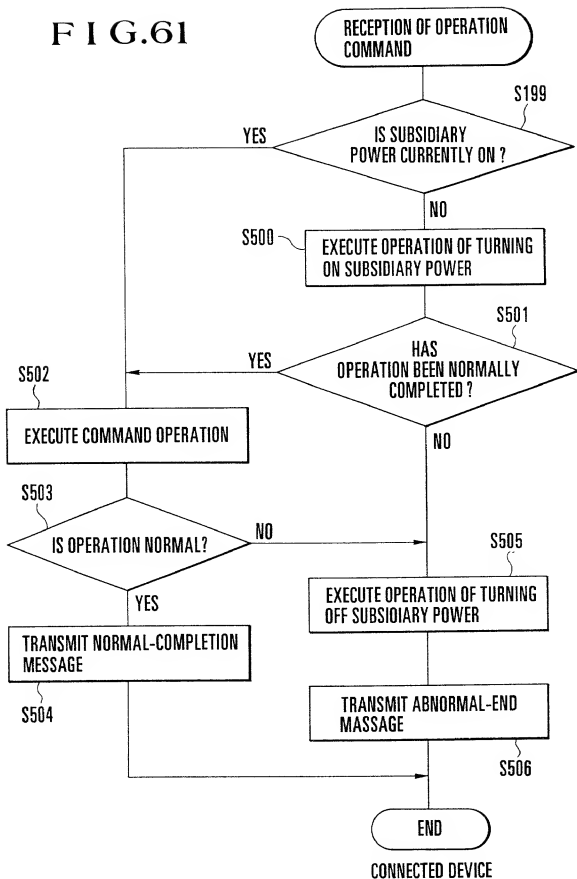 FIG.61
RECEPTION OF OPERATION
COMMAND
S199
IS SUBSIDIARY
POWER CURRENTLY ON ?
YES
NO
S500
EXECUTE OPERATION OF TURNING
ON SUBSIDIARY POWER
S501
HAS
OPERATION BEEN NORMALLY
COMPLETED ?
YES
NO
S502
EXECUTE COMMAND OPERATION
S503
IS OPERATION NORMAL?
NO
YES
S505
EXECUTE OPERATION OF TURNING
OFF SUBSIDIARY POWER
TRANSMIT NORMAL-COMPLETION
MESSAGE
S504
TRANSMIT ABNORMAL-END
MASSAGE
S506
END
CONNECTED DEVICE